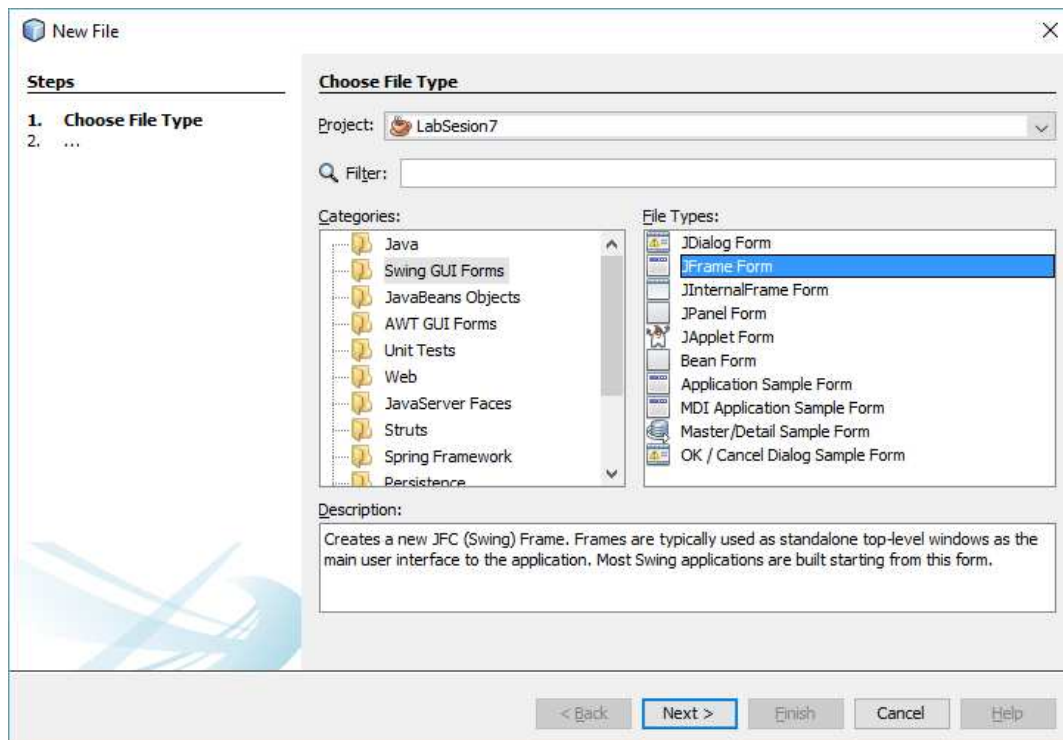 New File
Steps
1. Choose File Type
2. ...
Choose File Type
Project: LabSesion7
Filter:
Categories:
Java
Swing GUI Forms
JavaBeans Objects
AWT GUI Forms
Unit Tests
Web
JavaServer Faces
Struts
Spring Framework
Persistence
File Types:
JDialog Form
JFrame Form
JInternalFrame Form
JPanel Form
JApplet Form
Bean Form
Application Sample Form
MDI Application Sample Form
Master/Detail Sample Form
OK / Cancel Dialog Sample Form
Description:
Creates a new JFC (Swing) Frame. Frames are typically used as standalone top-level windows as the
main user interface to the application. Most Swing applications are built starting from this form.
< Back Next > Finish Cancel Help